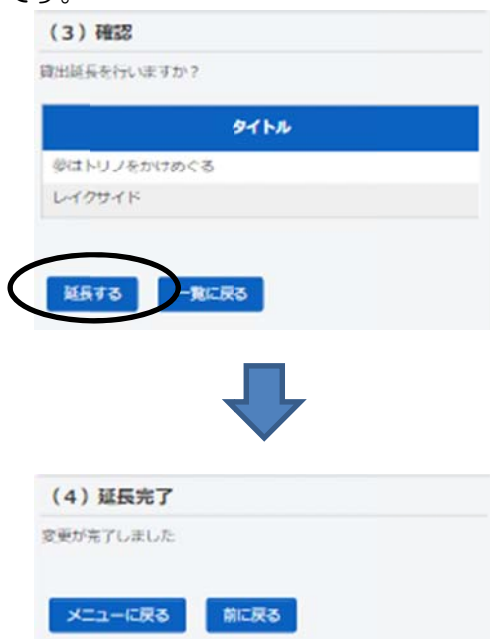 です。
(3)確認
貸出延長を行いますか?
タイトル
夢はトリノをかけめぐる
レイクサイド
延長する 一覧に戻る
(4)延長完了
変更が完了しました
メニューに戻る 前に戻る